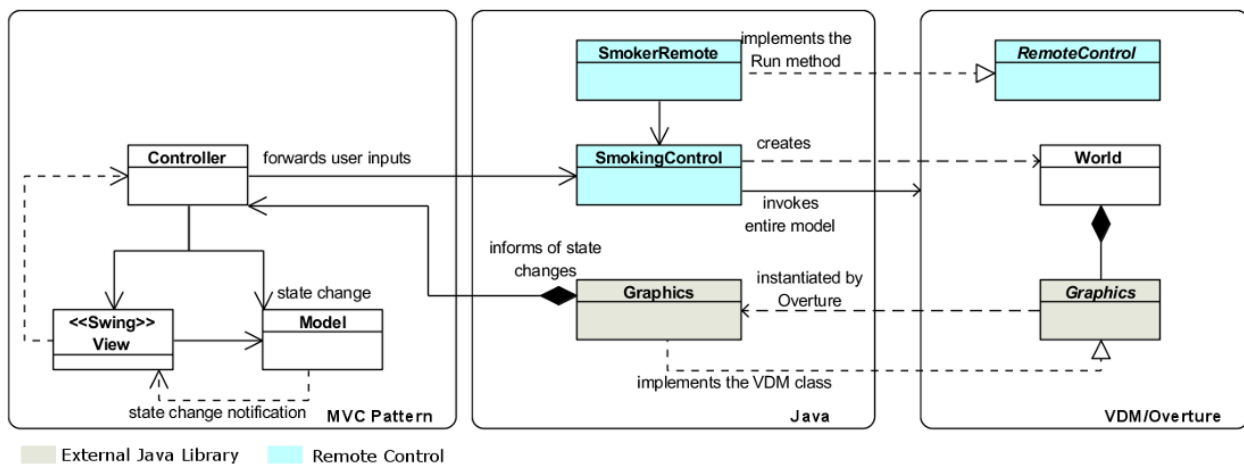 implements the
Run method
SmokerRemote
RemoteControl
Controller
forwards user inputs
SmokingControl
creates
World
invokes
entire model
informs of state
changes
Graphics
instantiated by
Overture
Graphics
state change
<<Swing>>
View
Model
implements the VDM class
state change notification
MVC Pattern
Java
VDM/Overture
External Java Library
Remote Control